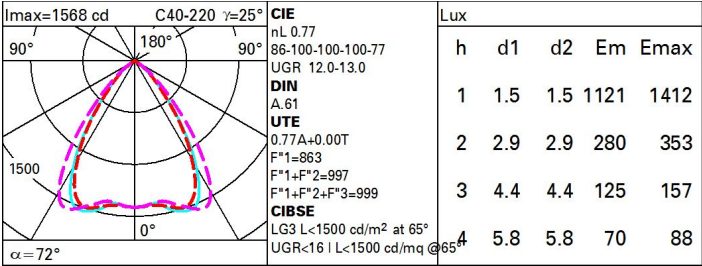 Imax=1568 cd C40-220 γ=25°
90° 180° 90°
1500
0°
α=72°
CIE
nL 0.77
86-100-100-100-77
UGR 12.0-13.0
DIN
A.61
UTE
0.77A+0.00T
F"1=863
F"1+F"2=997
F"1+F"2+F"3=999
CIBSE
LG3 L<1500 cd/m² at 65°
UGR<16 | L<1500 cd/mq @65°
Lux
h d1 d2 Em Emax
1 1.5 1.5 1121 1412
2 2.9 2.9 280 353
3 4.4 4.4 125 157
4 5.8 5.8 70 88